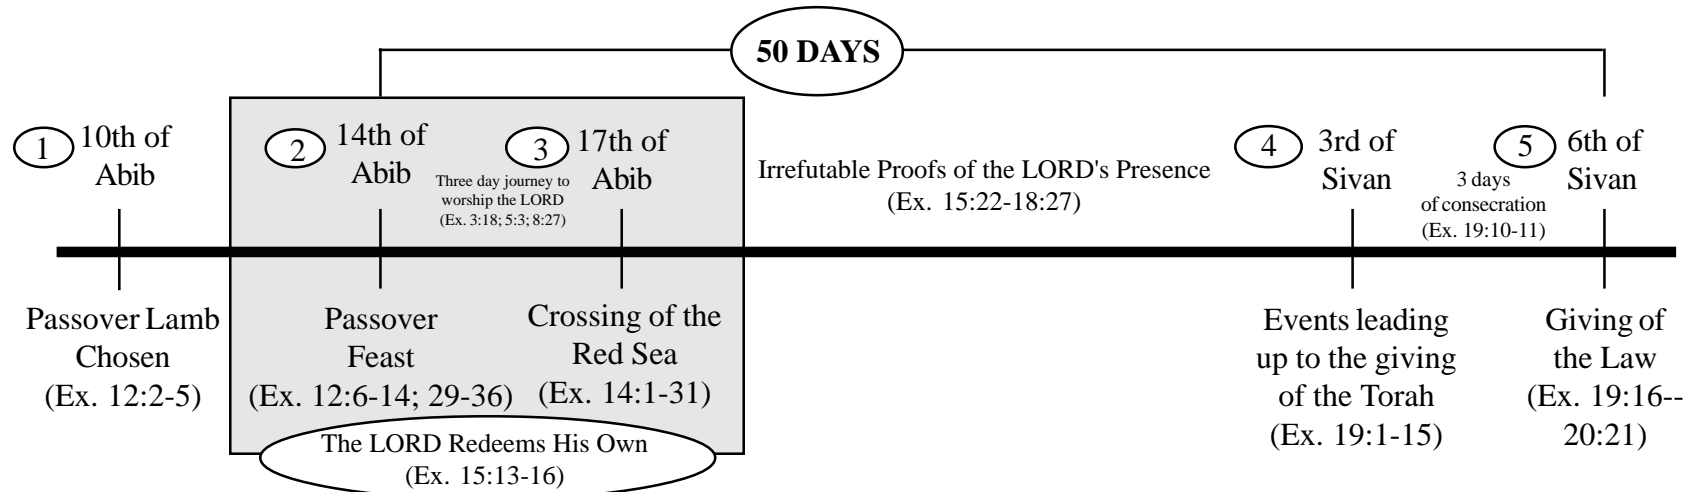 50 DAYS
1
10th of
Abib
2
14th of
Abib
Three day journey to
worship the LORD
(Ex. 3:18; 5:3; 8:27)
3
17th of
Abib
Irrefutable Proofs of the LORD's Presence
(Ex. 15:22-18:27)
4
3rd of
Sivan
3 days
of consecration
(Ex. 19:10-11)
5
6th of
Sivan
Passover Lamb
Chosen
(Ex. 12:2-5)
Passover
Feast
(Ex. 12:6-14; 29-36)
Crossing of the
Red Sea
(Ex. 14:1-31)
The LORD Redeems His Own
(Ex. 15:13-16)
Events leading
up to the giving
of the Torah
(Ex. 19:1-15)
Giving of
the Law
(Ex. 19:16--
20:21)